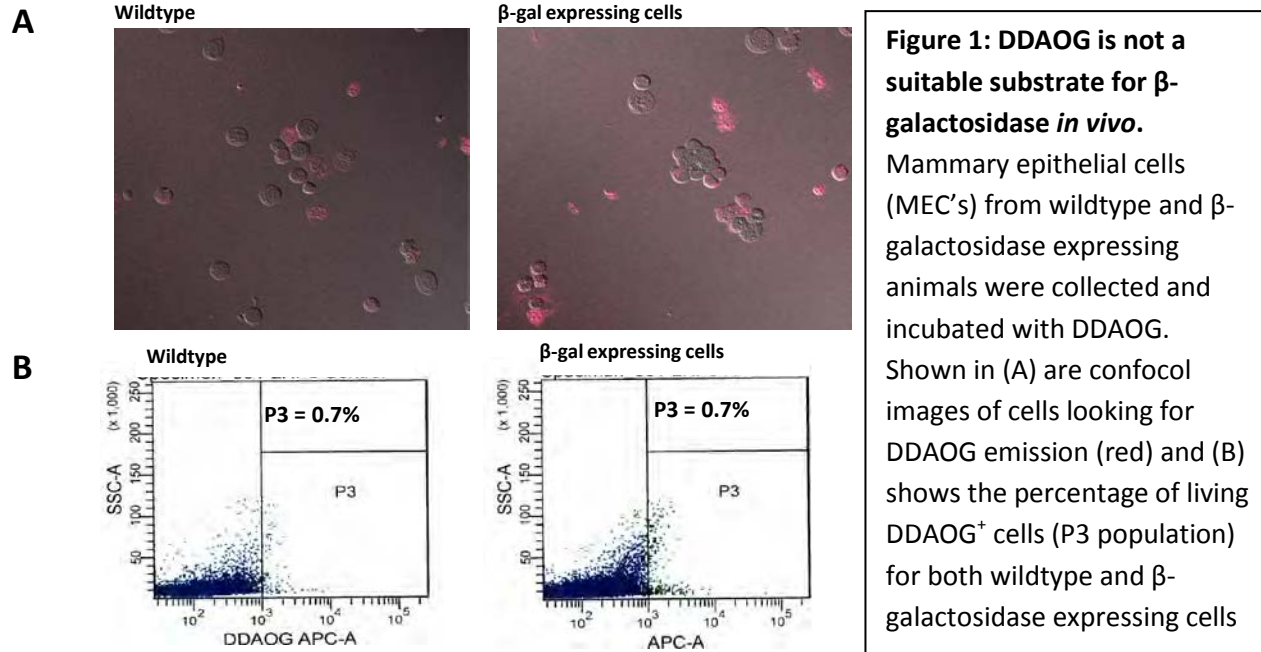 A
Wildtype
β-gal expressing cells
B
Wildtype
β-gal expressing cells
(x 1,000)
SSC-A
250
200
150
100
50
P3 = 0.7%
P3
10²
10³
10⁴
10⁵
DDAOG APC-A
(x 1,000)
SSC-A
250
200
150
100
50
P3 = 0.7%
P3
10²
10³
10⁴
10⁵
APC-A
Figure 1: DDAOG is not a
suitable substrate for β-
galactosidase in vivo.
Mammary epithelial cells
(MEC's) from wildtype and β-
galactosidase expressing
animals were collected and
incubated with DDAOG.
Shown in (A) are confocol
images of cells looking for
DDAOG emission (red) and (B)
shows the percentage of living
DDAOG⁺ cells (P3 population)
for both wildtype and β-
galactosidase expressing cells